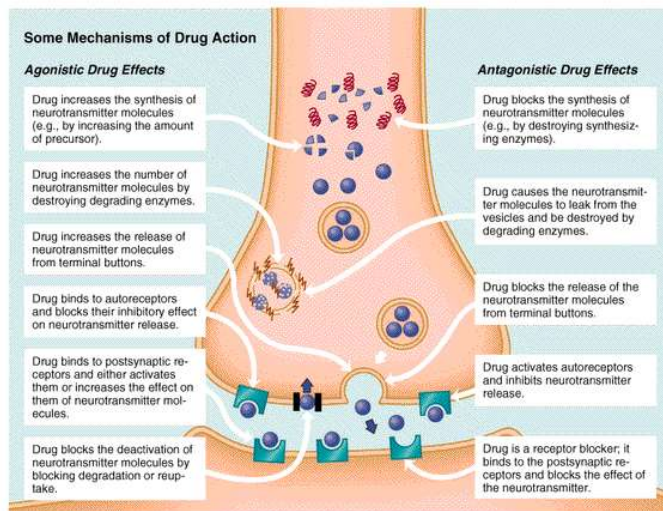 Some Mechanisms of Drug Action
Agonistic Drug Effects
Drug increases the synthesis of
neurotransmitter molecules
(e.g., by increasing the amount
of precursor).
Drug increases the number of
neurotransmitter molecules by
destroying degrading enzymes.
Drug increases the release of
neurotransmitter molecules
from terminal buttons.
Drug binds to autoreceptors
and blocks their inhibitory effect
on neurotransmitter release.
Drug binds to postsynaptic re-
ceptors and either activates
them or increases the effect on
them of neurotransmitter mol-
ecules.
Drug blocks the deactivation of
neurotransmitter molecules by
blocking degradation or reup-
take.
Antagonistic Drug Effects
Drug blocks the synthesis of
neurotransmitter molecules
(e.g., by destroying synthesiz-
ing enzymes).
Drug causes the neurotransmit-
ter molecules to leak from the
vesicles and be destroyed by
degrading enzymes.
Drug blocks the release of the
neurotransmitter molecules
from terminal buttons.
Drug activates autoreceptors
and inhibits neurotransmitter
release.
Drug is a receptor blocker; it
binds to the postsynaptic re-
ceptors and blocks the effect of
the neurotransmitter.